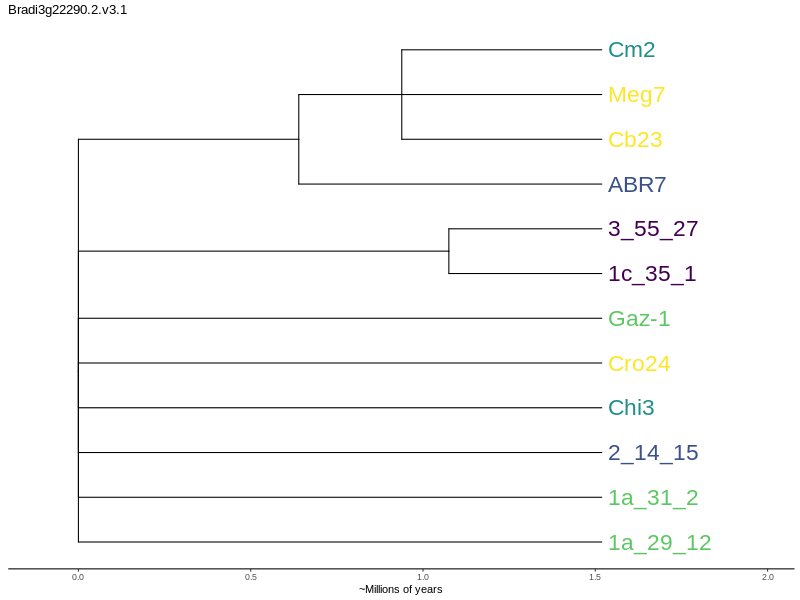 Bradi3g22290.2.v3.1
Cm2
Meg7
Cb23
ABR7
3_55_27
1c_35_1
Gaz-1
Cro24
Chi3
2_14_15
1a_31_2
1a_29_12
0.0 0.5 1.0 1.5 2.0
~Millions of years